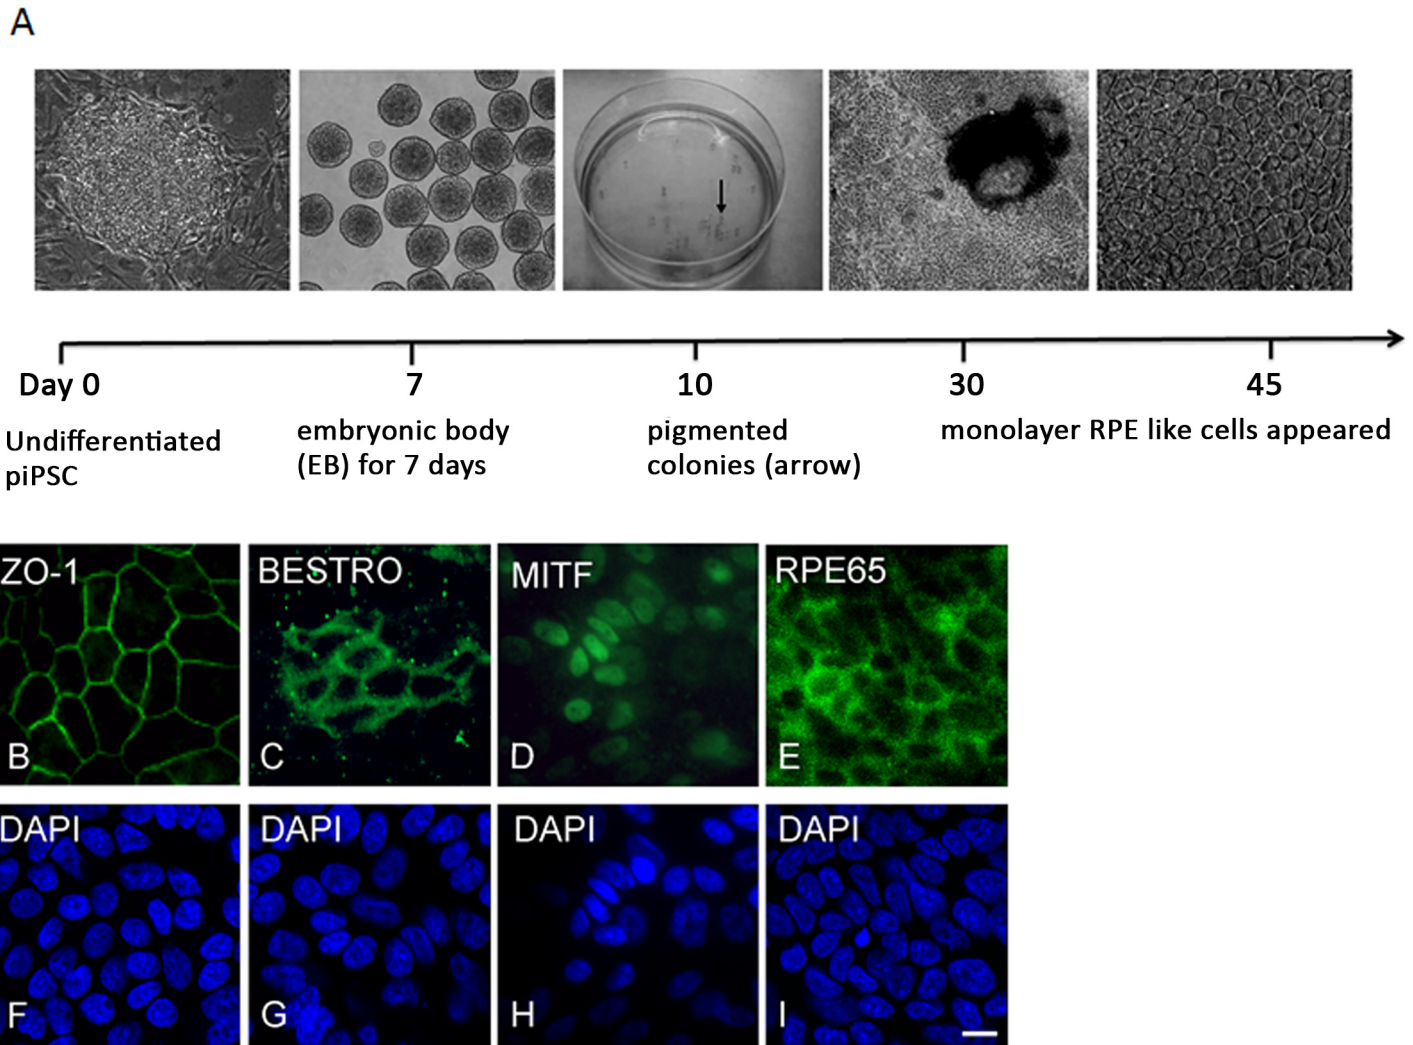 A
Day 0
7
10
30
45
Undifferentiated
piPSC
embryonic body
(EB) for 7 days
pigmented
colonies (arrow)
monolayer RPE like cells appeared
ZO-1
BESTRO
MITF
RPE65
B
C
D
E
DAPI
DAPI
DAPI
DAPI
F
G
H
I